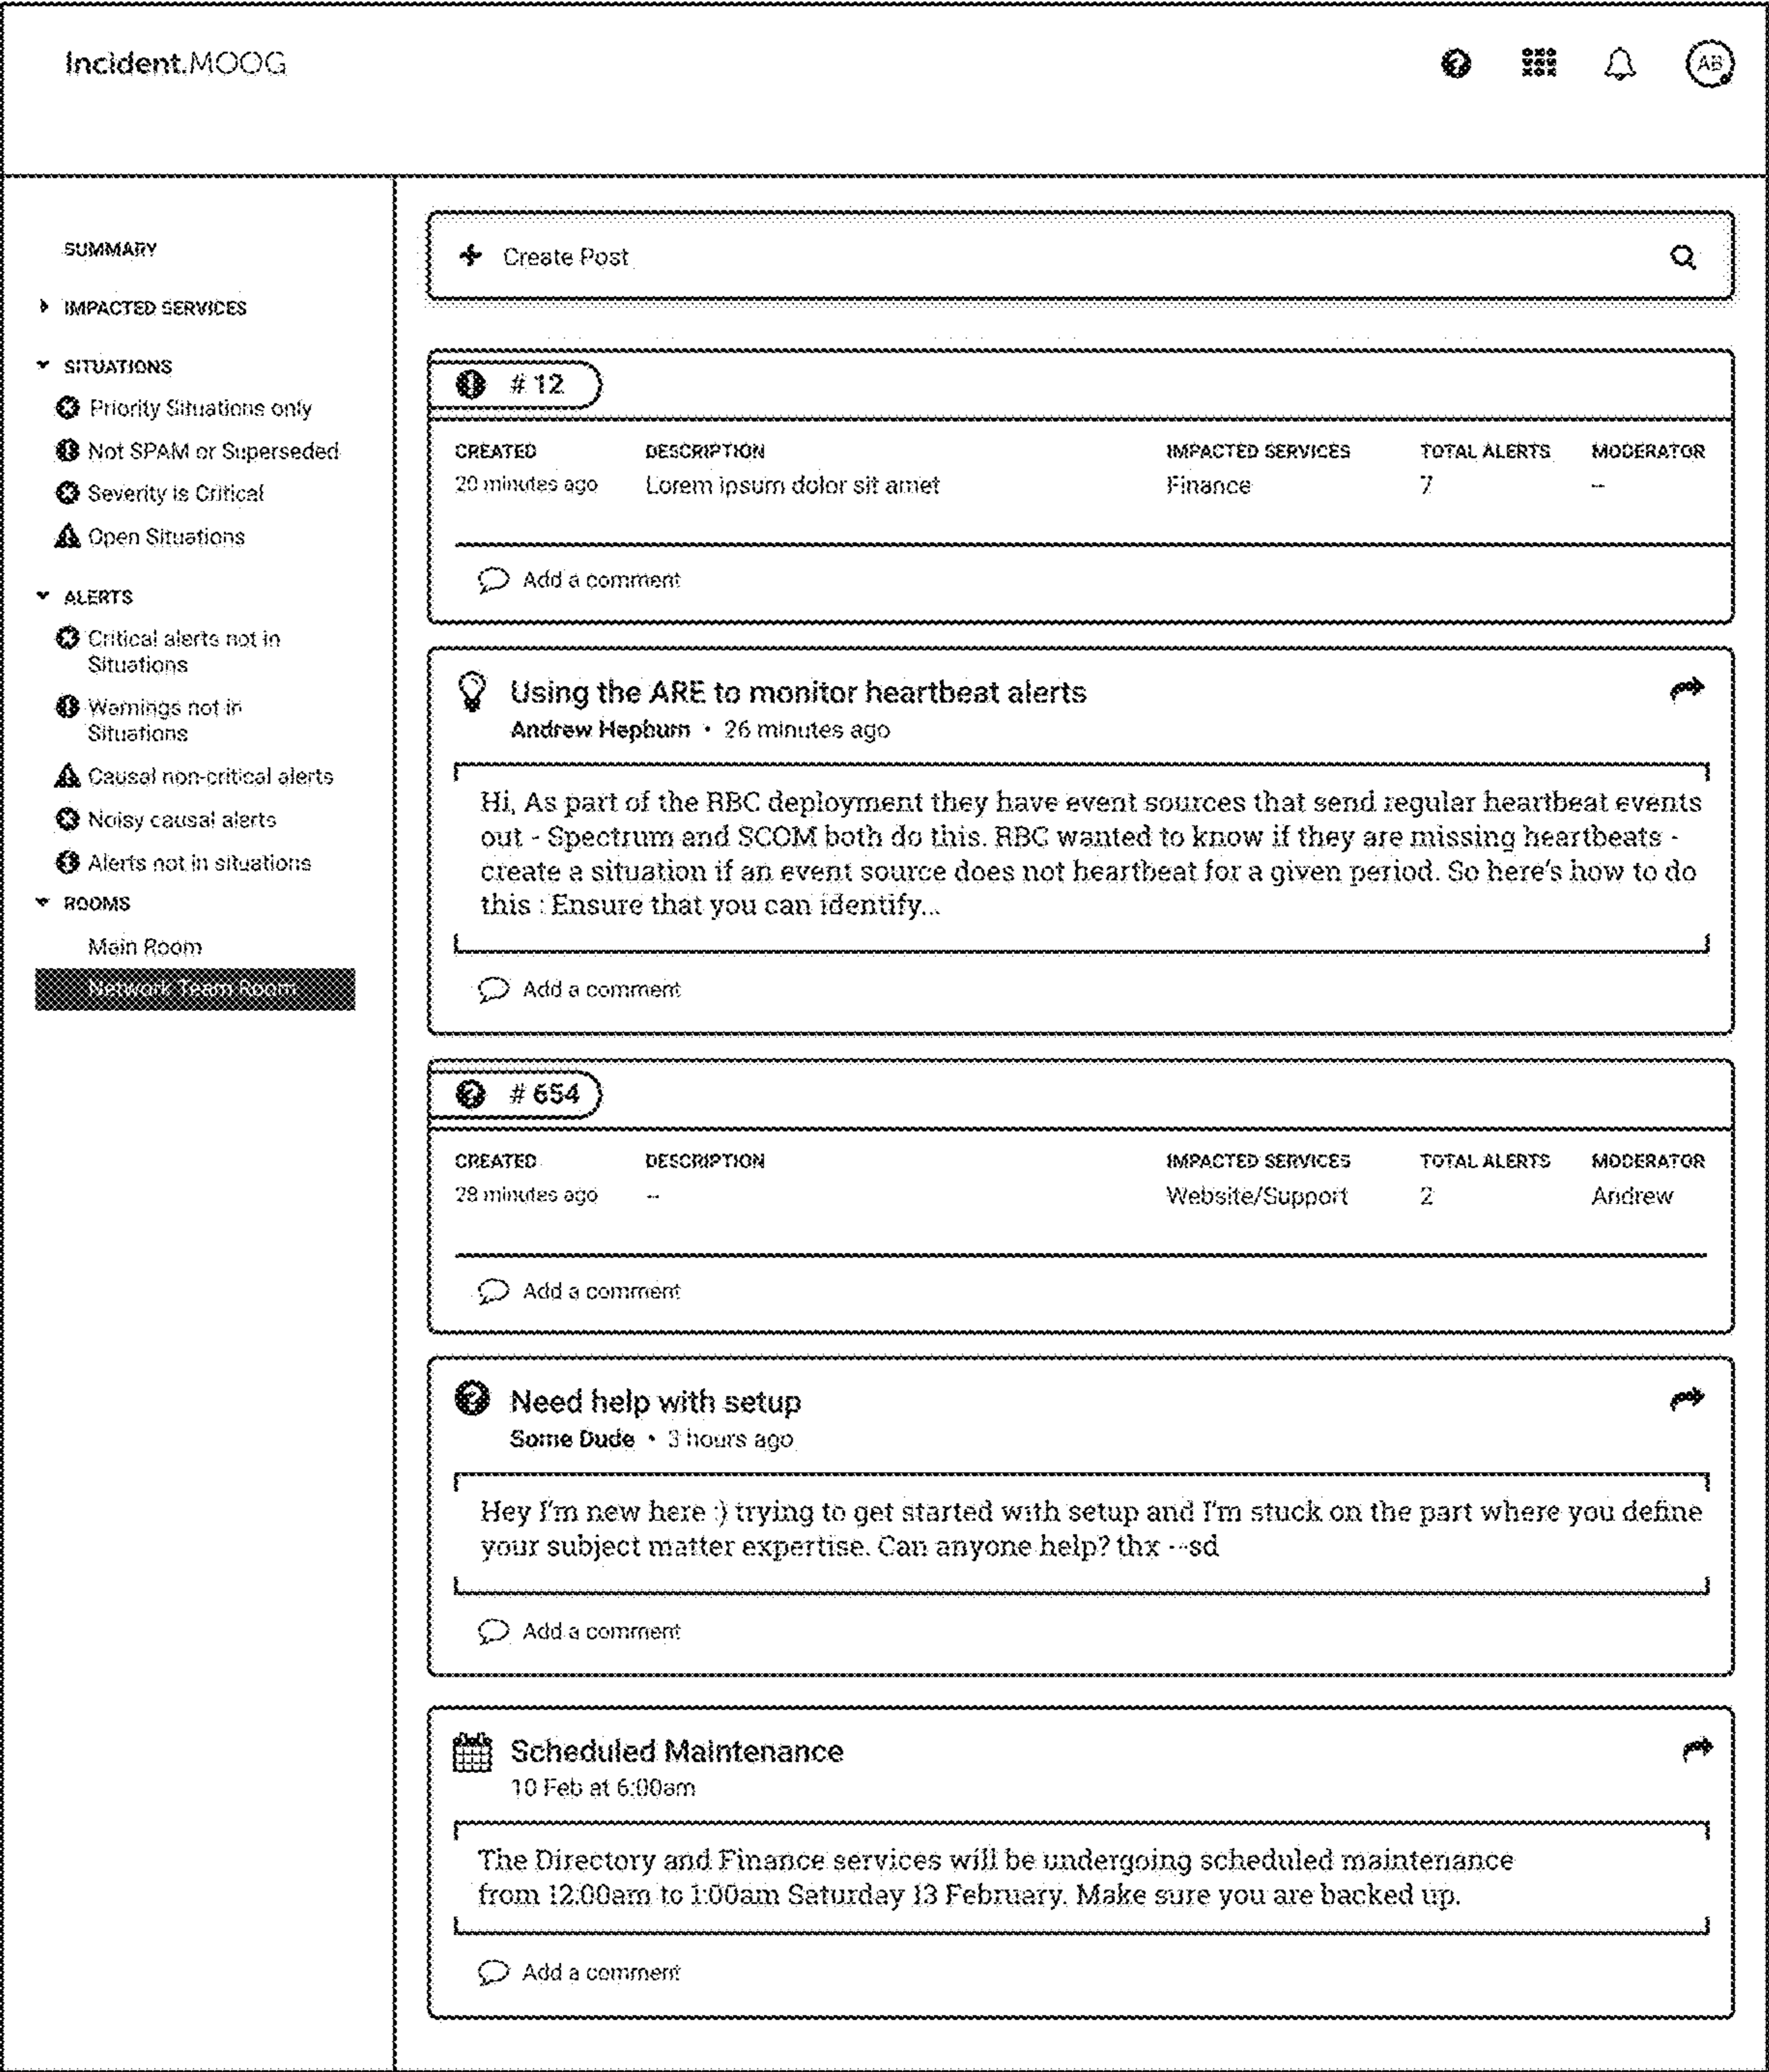 Incident.MOOG
AB
SUMMARY
IMPACTED SERVICES
SITUATIONS
Priority Situations only
Not SPAM or Superseded
Severity is Critical
Open Situations
ALERTS
Critical alerts not in
Situations
Warnings not in
Situations
Causal non-critical alerts
Noisy causal alerts
Alerts not in situations
ROOMS
Main Room
Network Team Room
Create Post
# 12
CREATED DESCRIPTION IMPACTED SERVICES TOTAL ALERTS MODERATOR
20 minutes ago Lorem ipsum dolor sit amet Finance 7 --
Add a comment
Using the ARE to monitor heartbeat alerts
Andrew Hepburn • 26 minutes ago
Hi, As part of the RBC deployment they have event sources that send regular heartbeat events
out - Spectrum and SCOM both do this. RBC wanted to know if they are missing heartbeats -
create a situation if an event source does not heartbeat for a given period. So here's how to do
this : Ensure that you can identify...
Add a comment
# 654
CREATED DESCRIPTION IMPACTED SERVICES TOTAL ALERTS MODERATOR
28 minutes ago -- Website/Support 2 Andrew
Add a comment
Need help with setup
Some Dude • 3 hours ago
Hey I'm new here :) trying to get started with setup and I'm stuck on the part where you define
your subject matter expertise. Can anyone help? thx --sd
Add a comment
Scheduled Maintenance
10 Feb at 6:00am
The Directory and Finance services will be undergoing scheduled maintenance
from 12:00am to 1:00am Saturday 13 February. Make sure you are backed up.
Add a comment